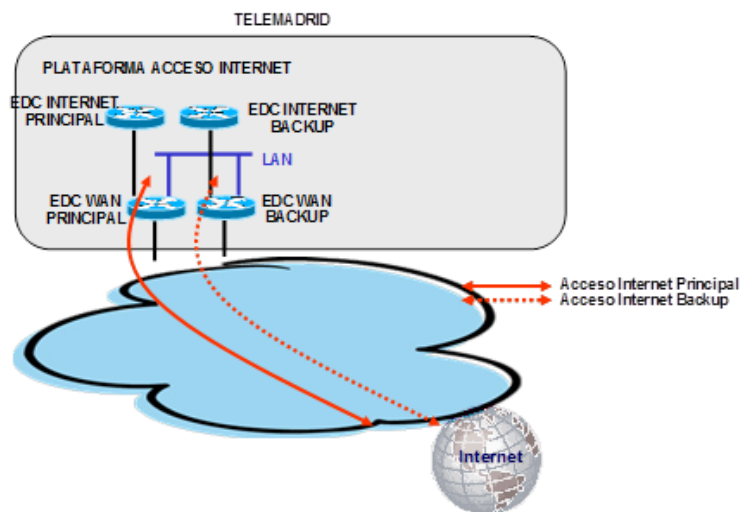 TELEMADRID
PLATAFORMA ACCESO INTERNET
EDC INTERNET
PRINCIPAL
EDC INTERNET
BACKUP
LAN
EDC WAN
PRINCIPAL
EDC WAN
BACKUP
Acceso Internet Principal
Acceso Internet Backup
Internet